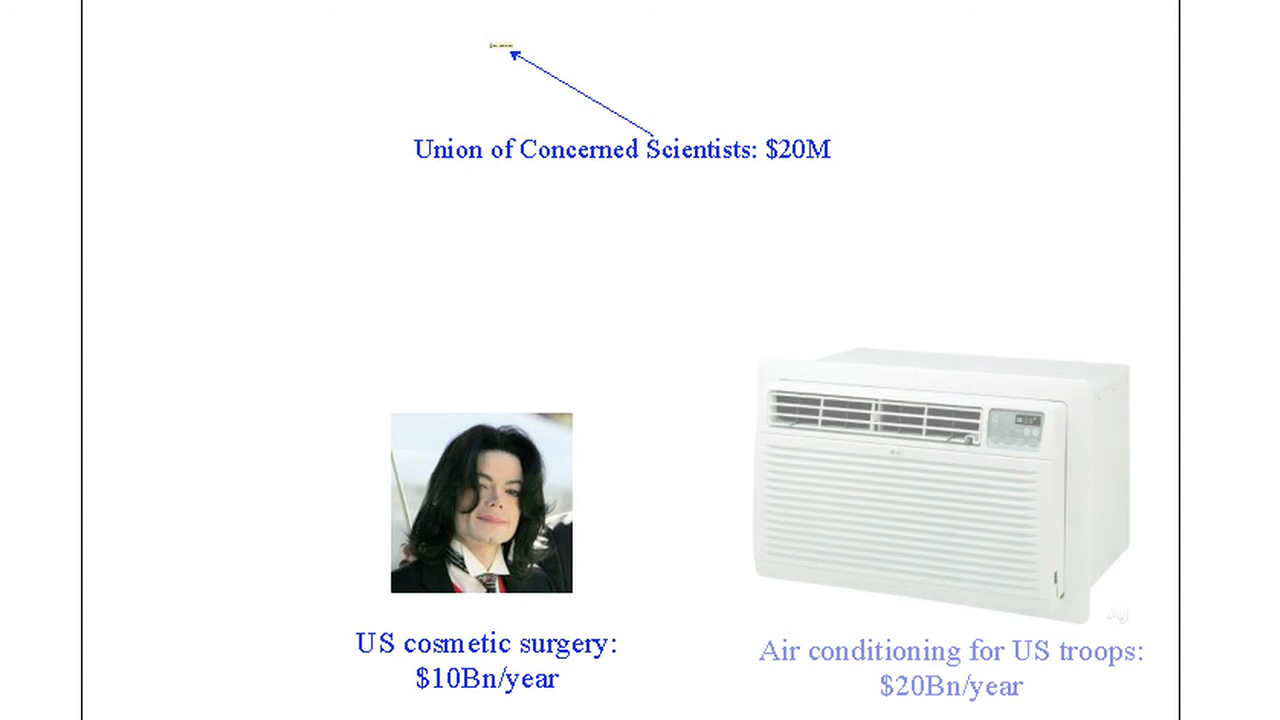 Union of Concerned Scientists: $20M
US cosmetic surgery:
$10Bn/year
Air conditioning for US troops:
$20Bn/year